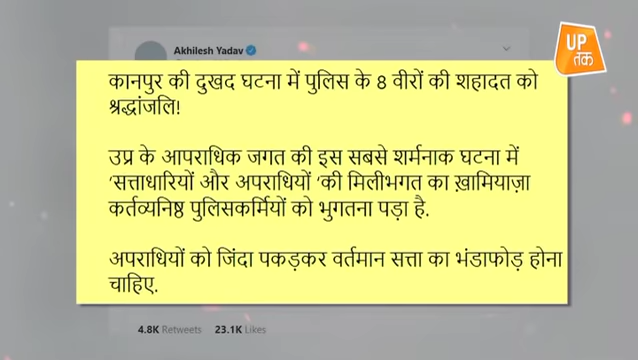 Akhilesh Yadav
UP
तक
कानपुर की दुखद घटना में पुलिस के 8 वीरों की शहादत को
श्रद्धांजलि!
उप्र के आपराधिक जगत की इस सबसे शर्मनाक घटना में
'सत्ताधारियों और अपराधियों 'की मिलीभगत का ख़ामियाज़ा
कर्तव्यनिष्ठ पुलिसकर्मियों को भुगतना पड़ा है.
अपराधियों को जिंदा पकड़कर वर्तमान सत्ता का भंडाफोड़ होना
चाहिए.
4.8K Retweets 23.1K Likes